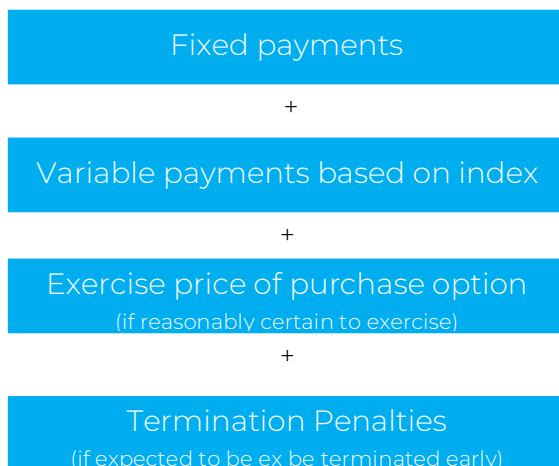 Fixed payments
+
Variable payments based on index
+
Exercise price of purchase option
(if reasonably certain to exercise)
+
Termination Penalties
(if expected to be ex be terminated early)